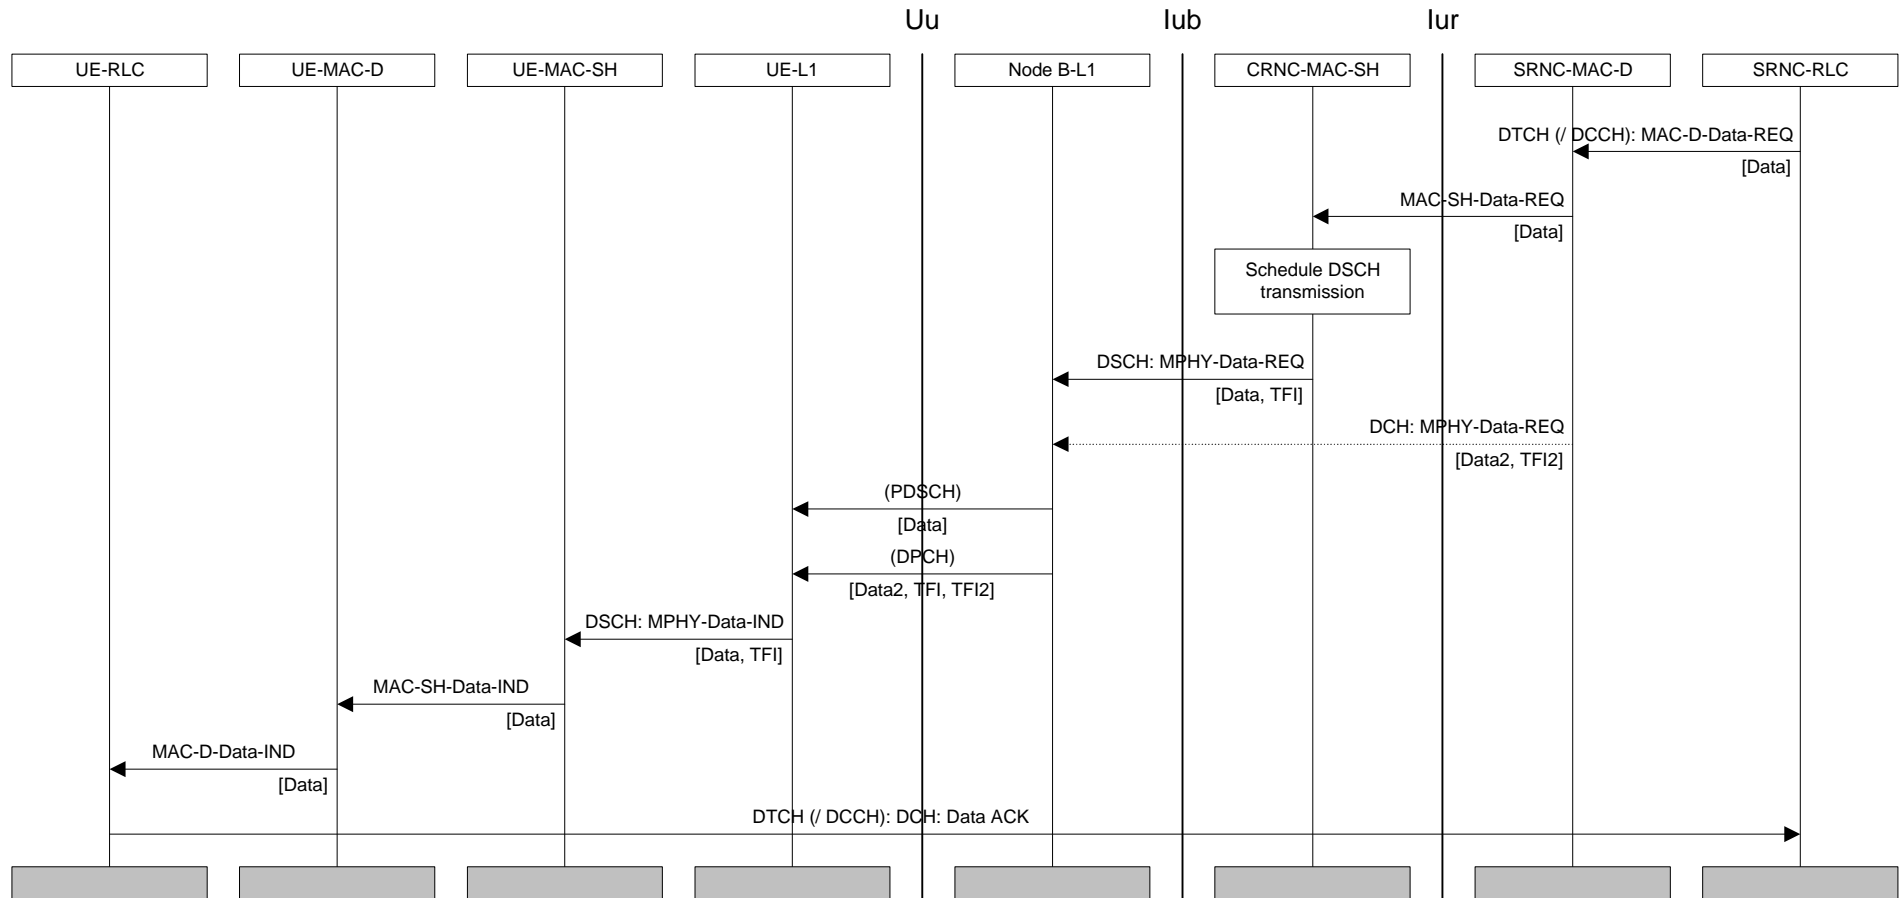 Uu Iub Iur
UE-RLC UE-MAC-D UE-MAC-SH UE-L1 Node B-L1 CRNC-MAC-SH SRNC-MAC-D SRNC-RLC
DTCH (/ DCCH): MAC-D-Data-REQ
[Data]
MAC-SH-Data-REQ
[Data]
Schedule DSCH
transmission
DSCH: MPHY-Data-REQ
[Data, TFI]
DCH: MPHY-Data-REQ
[Data2, TFI2]
(PDSCH)
[Data]
(DPCH)
[Data2, TFI, TFI2]
DSCH: MPHY-Data-IND
[Data, TFI]
MAC-SH-Data-IND
[Data]
MAC-D-Data-IND
[Data]
DTCH (/ DCCH): DCH: Data ACK